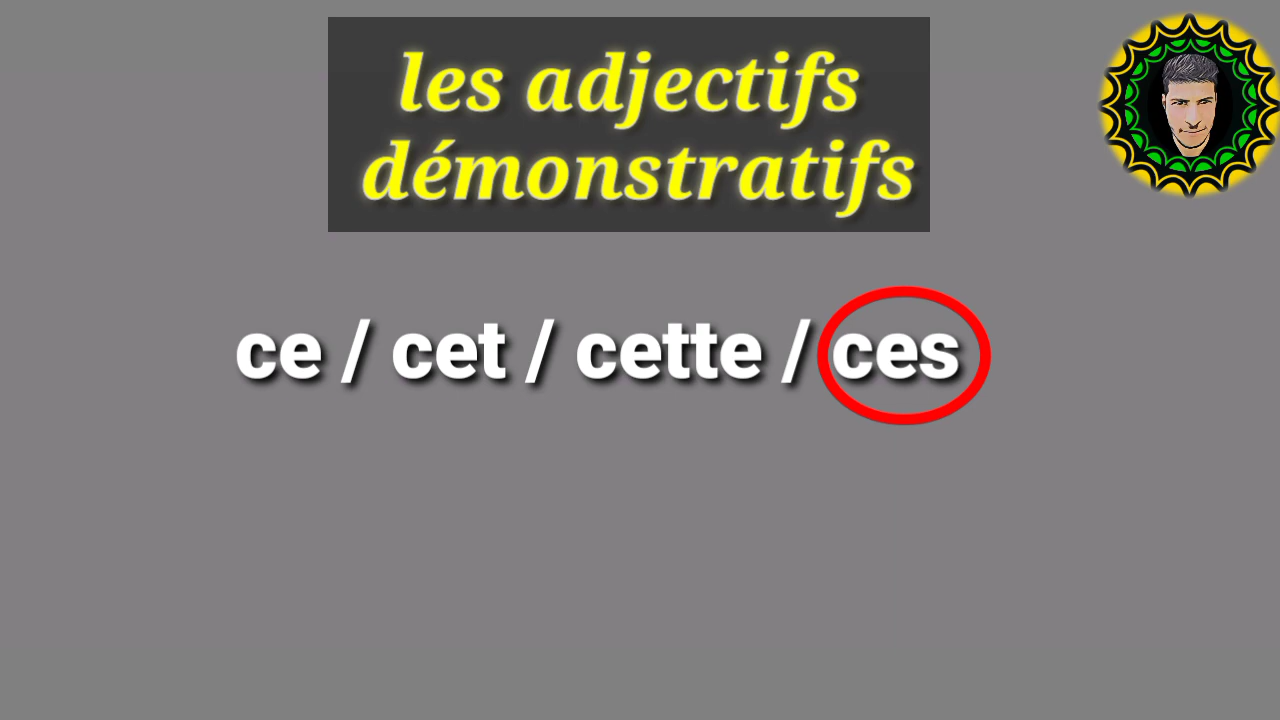 les adjectifs
démonstratifs
ce / cet / cette / ces